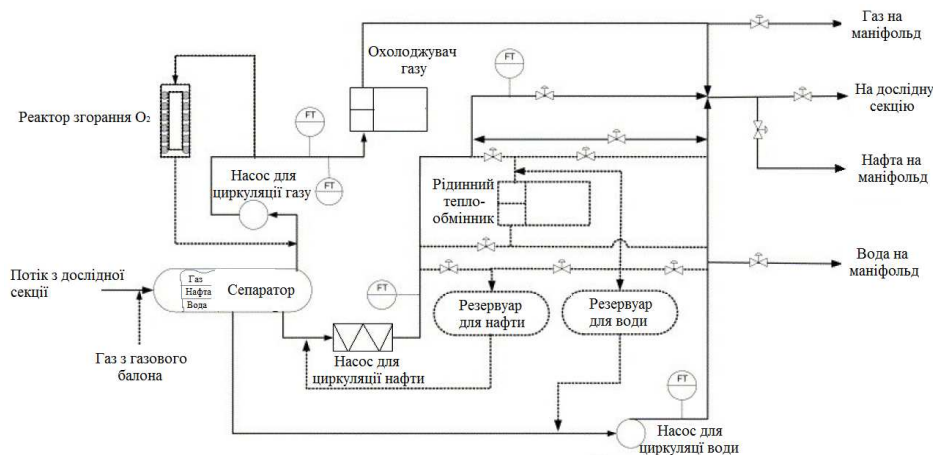 Газ на
маніфольд
Охолоджувач
газу
FT
На дослідну
секцію
Реактор згорання O₂
FT
FT
Нафта на
маніфольд
Насос для
циркуляції газу
Рідинний
тепло-
обмінник
Вода на
маніфольд
Потік з дослідної
секції
Газ
Нафта
Вода
Сепаратор
FT
Резервуар
для нафти
Резервуар
для води
Газ з газового
балона
Насос для
циркуляції нафти
FT
Насос для
циркуляці води